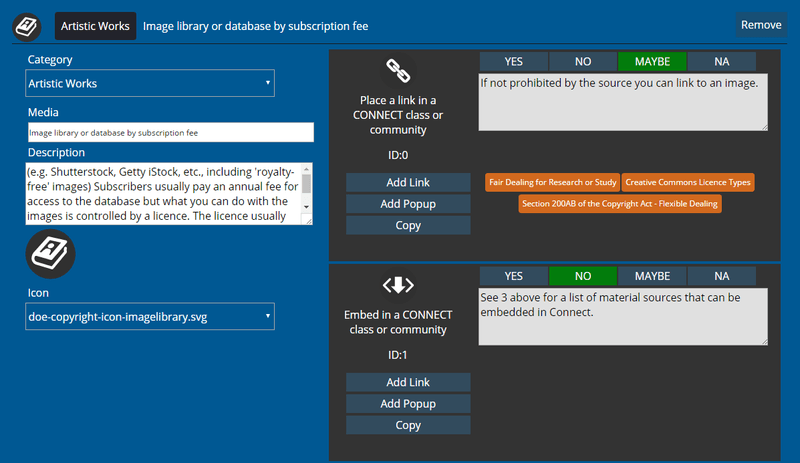 Artistic Works Image library or database by subscription fee Remove
Category
Artistic Works
Media
Image library or database by subscription fee
Description
(e.g. Shutterstock, Getty iStock, etc., including 'royalty-
free' images) Subscribers usually pay an annual fee for
access to the database but what you can do with the
images is controlled by a licence. The licence usually
Icon
doe-copyright-icon-imagelibrary.svg
Place a link in a
CONNECT class or
community
ID:0
Add Link
Add Popup
Copy
YES NO MAYBE NA
If not prohibited by the source you can link to an image.
Fair Dealing for Research or Study Creative Commons Licence Types
Section 200AB of the Copyright Act - Flexible Dealing
Embed in a CONNECT
class or community
ID:1
Add Link
Add Popup
Copy
YES NO MAYBE NA
See 3 above for a list of material sources that can be
embedded in Connect.